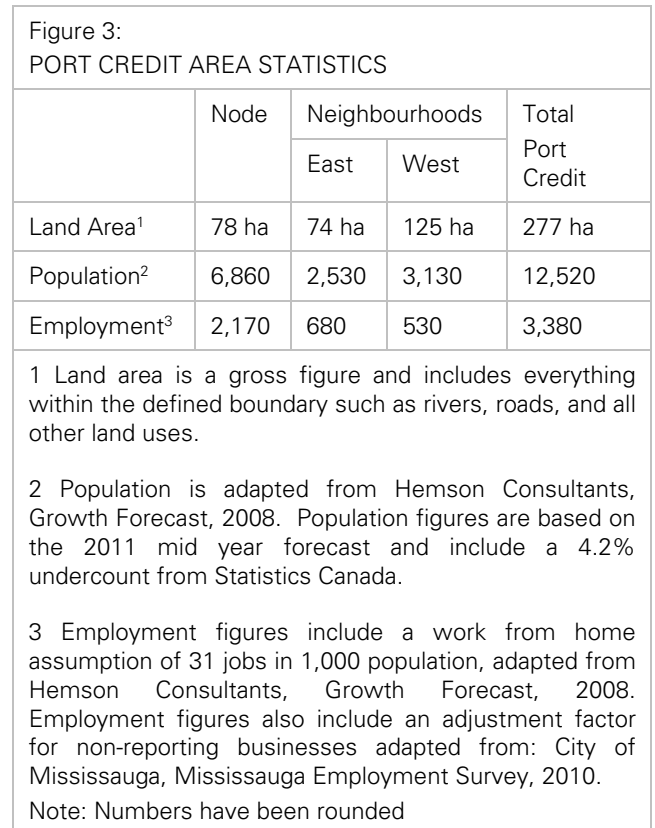 Figure 3:
PORT CREDIT AREA STATISTICS
Node Neighbourhoods Total Port Credit
East West
Land Area¹ 78 ha 74 ha 125 ha 277 ha
Population² 6,860 2,530 3,130 12,520
Employment³ 2,170 680 530 3,380
1 Land area is a gross figure and includes everything
within the defined boundary such as rivers, roads, and all
other land uses.
2 Population is adapted from Hemson Consultants,
Growth Forecast, 2008. Population figures are based on
the 2011 mid year forecast and include a 4.2%
undercount from Statistics Canada.
3 Employment figures include a work from home
assumption of 31 jobs in 1,000 population, adapted from
Hemson Consultants, Growth Forecast, 2008.
Employment figures also include an adjustment factor
for non-reporting businesses adapted from: City of
Mississauga, Mississauga Employment Survey, 2010.
Note: Numbers have been rounded